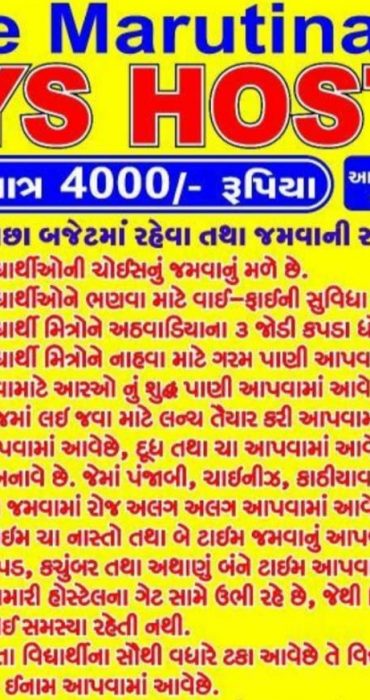 e Marutina
YS HOST
ાત્ર 4000/- રૂપિયા આ
છા બજેટમાં રહેવા તથા જમવાની સ
ાર્થીઓની ચોઈસનું જમવાનું મળે છે.
ાર્થીઓને ભણવા માટે વાઈ-ફાઈની સુવિધા
ાર્થી મિત્રોને અઠવાડિયાના ૩ જોડી કપડા ધો
ાર્થી મિત્રોને નાહવા માટે ગરમ પાણી આપવામ
વામાટે આરઓ નું શુદ્ધ પાણી આપવામાં આવે
જમાં લઈ જવા માટે લન્ચ તૈયાર કરી આપવામ
પવામાં આવેછે, દૂધ તથા ચા આપવામાં આવે
બનાવે છે. જેમાં પંજાબી, ચાઈનીઝ, કાઠીયાવ
જમવામાં રોજ અલગ અલગ આપવામાં આવે
ઈમ ચા નાસ્તો તથા બે ટાઈમ જમવાનું આપ
પડ, કચુંબર તથા અથાણું બંને ટાઈમ આપવા
મારી હોસ્ટેલના ગેટ સામે ઉભી રહે છે, જેથી
ઈ સમસ્યા રહેતી નથી.
તા વિદ્યાર્થીના સૌથી વધારે ટકા આવેછે તે વિ
ઈનામ આપવામાં આવેછે.